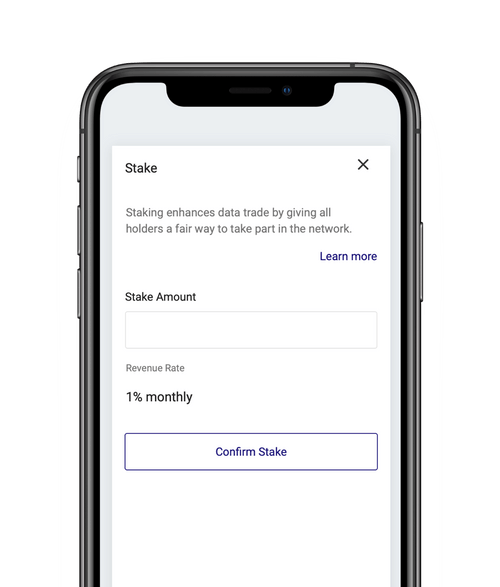 Stake
Staking enhances data trade by giving all
holders a fair way to take part in the network.
Learn more
Stake Amount
Revenue Rate
1% monthly
Confirm Stake